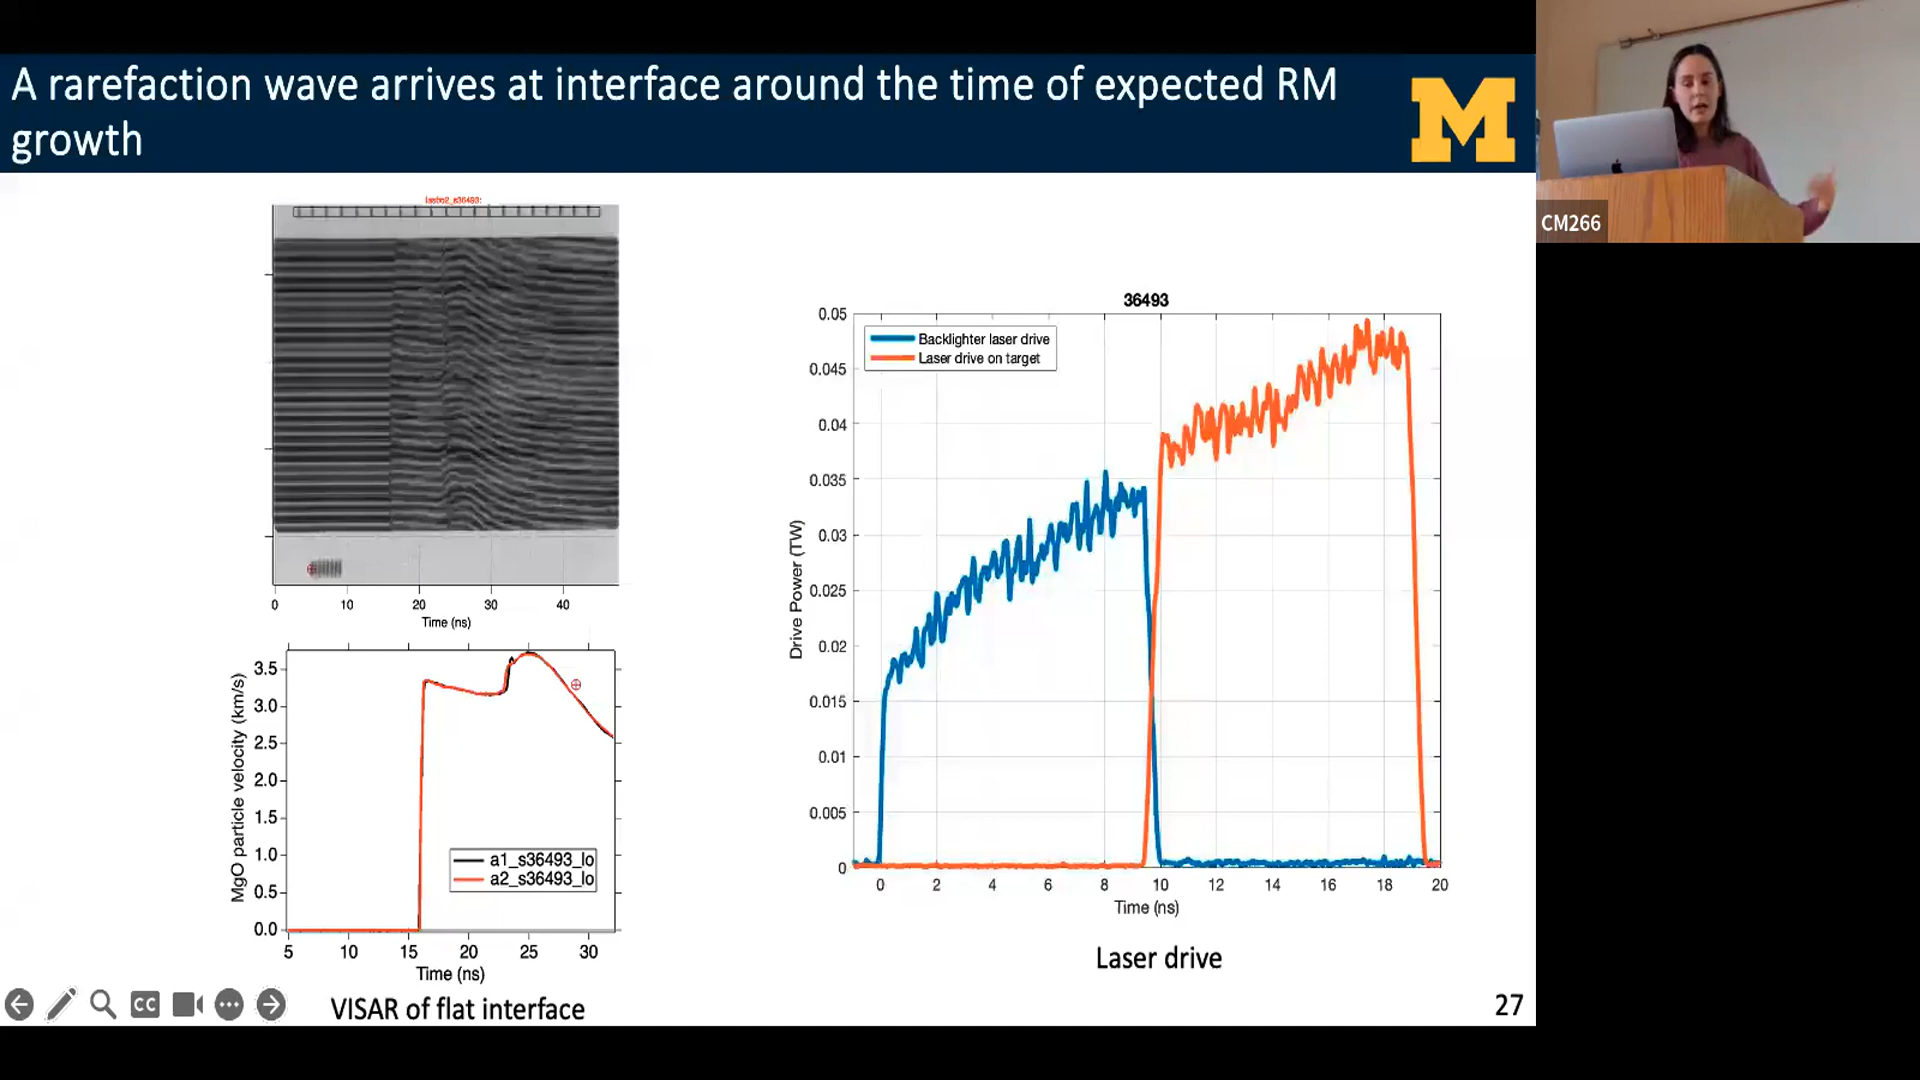 A rarefaction wave arrives at interface around the time of expected RM
growth
M
CM266
0
10
20
30
40
Time (ns)
MgO particle velocity (km/s)
3.5
3.0
2.5
2.0
1.5
1.0
0.5
0.0
a1_s36493_lo
a2_s36493_lo
5
10
15
20
25
30
Time (ns)
VISAR of flat interface
36493
Backlighter laser drive
Laser drive on target
Drive Power (TW)
0.05
0.045
0.04
0.035
0.03
0.025
0.02
0.015
0.01
0.005
0
0
2
4
6
8
10
12
14
16
18
20
Time (ns)
Laser drive
CC
27